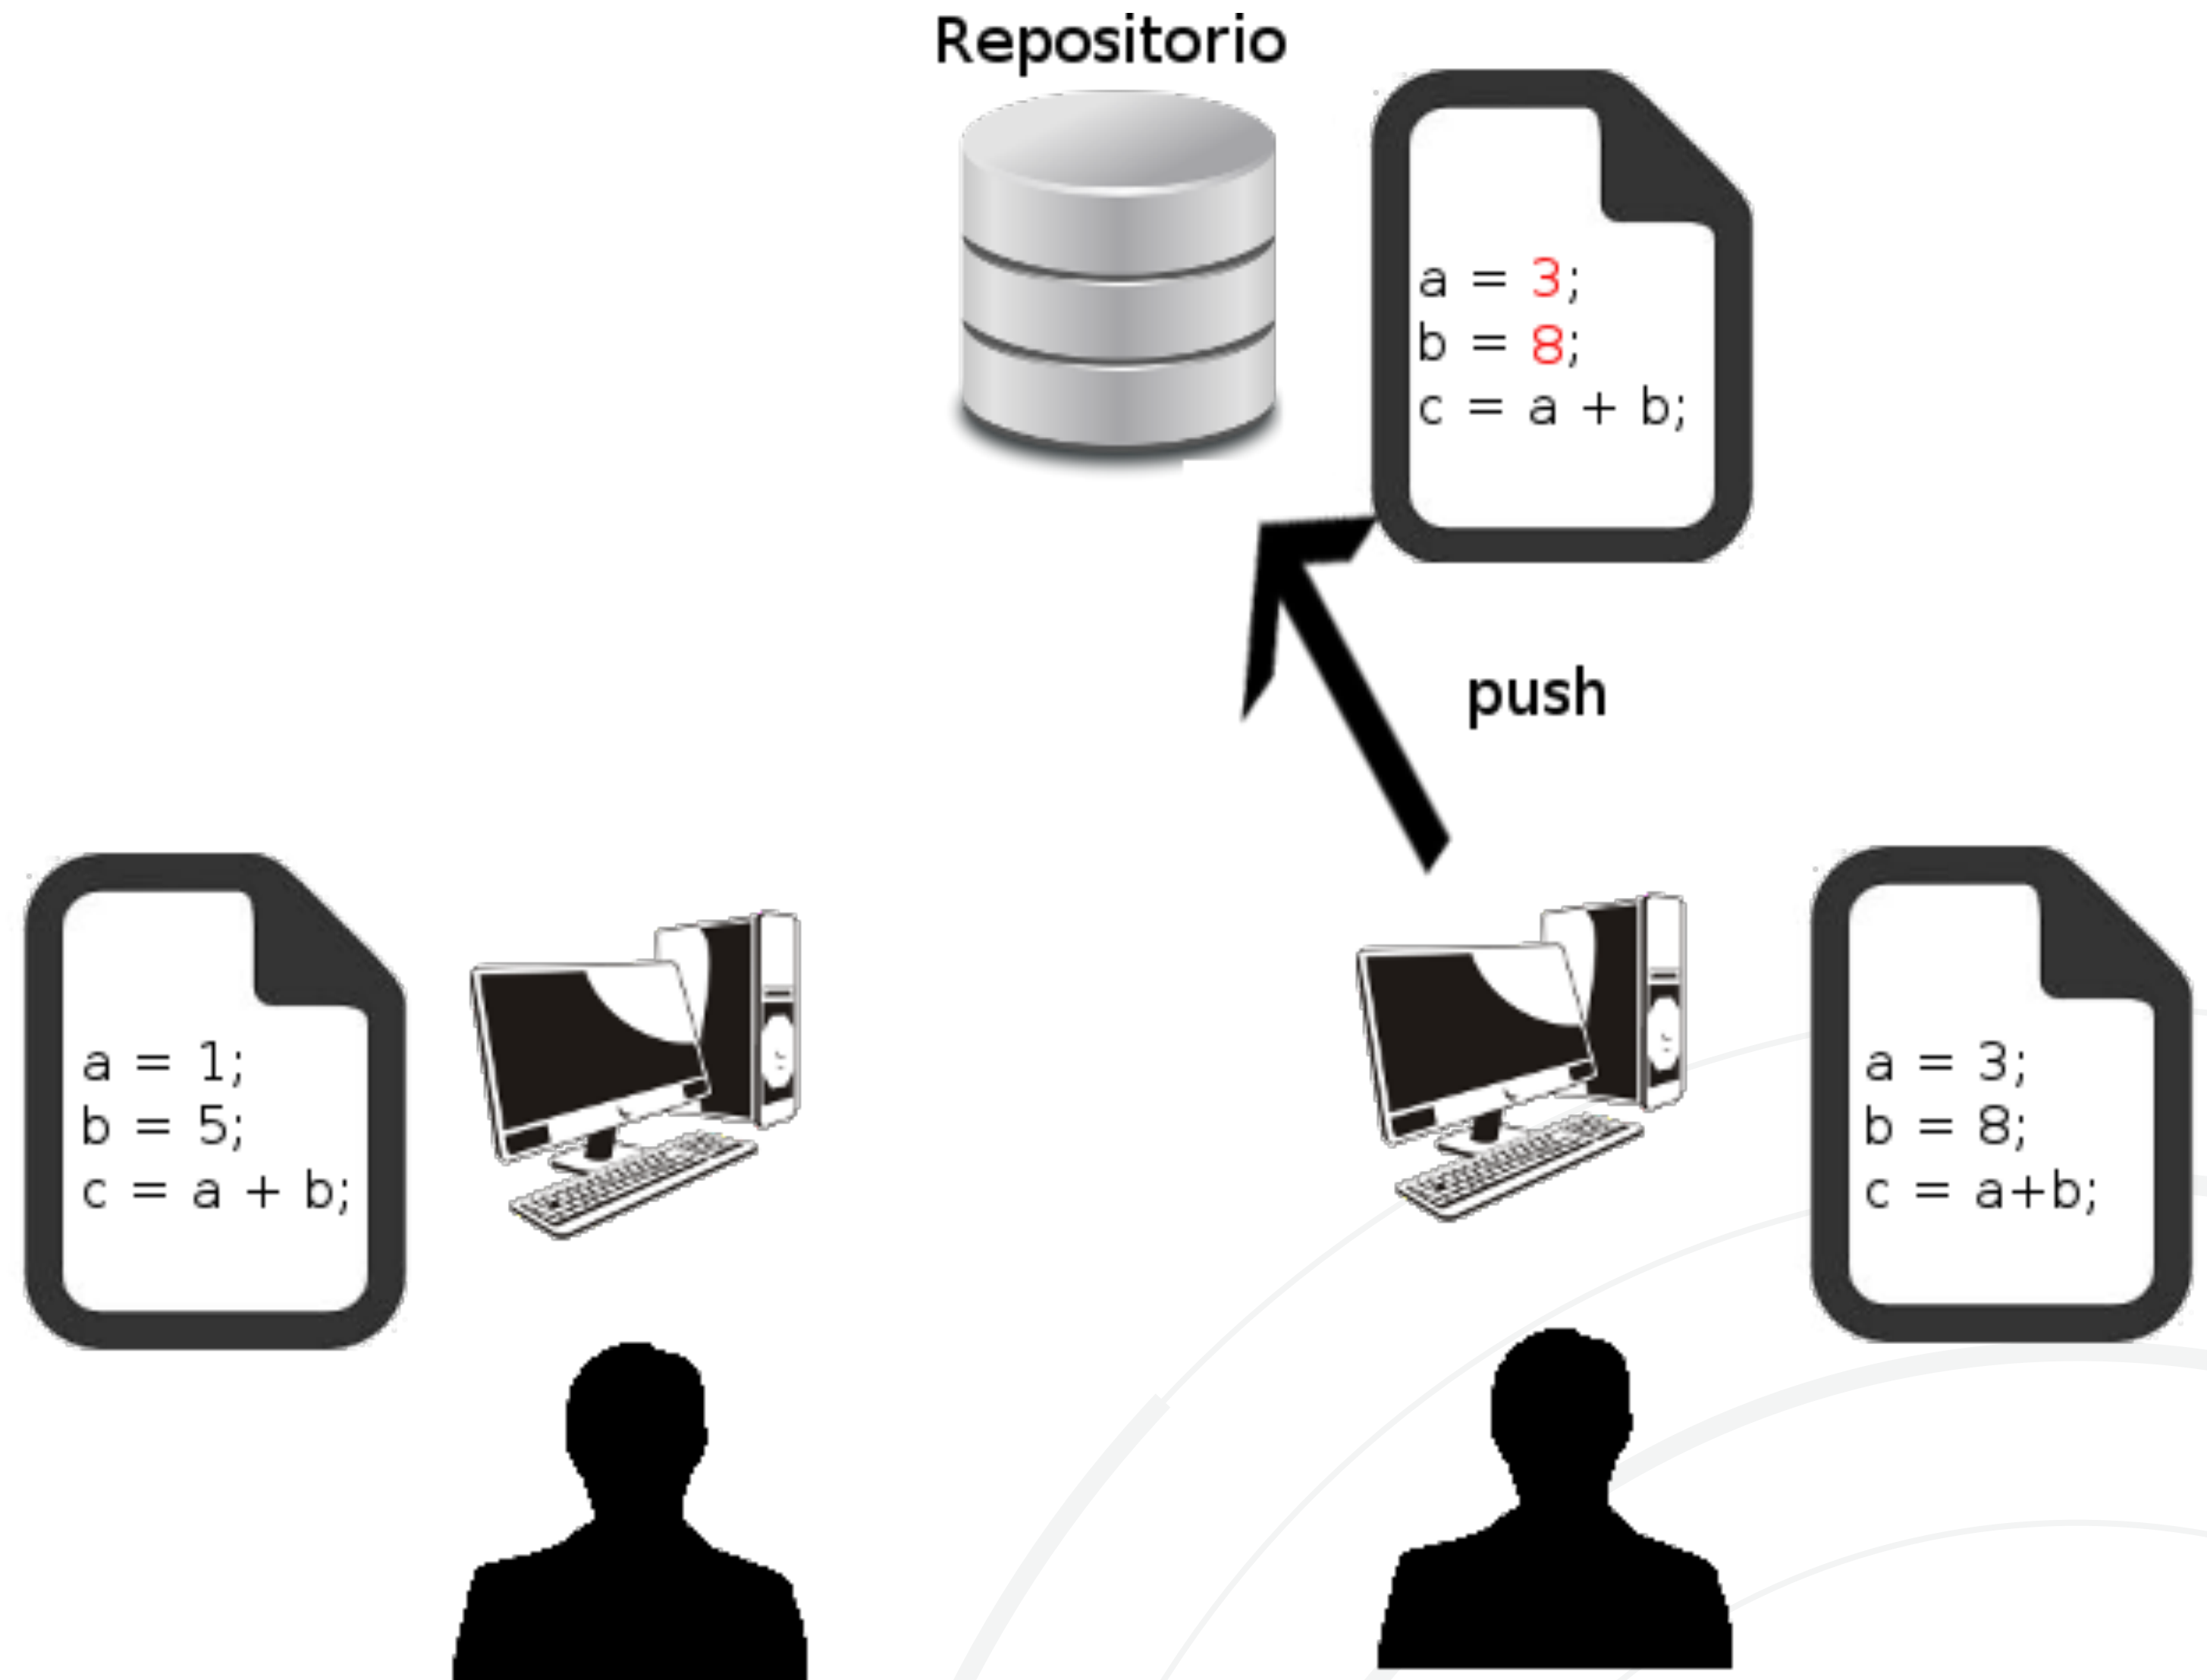 Repositorio
a = 3;
b = 8;
c = a + b;
push
a = 1;
b = 5;
c = a + b;
a = 3;
b = 8;
c = a+b;